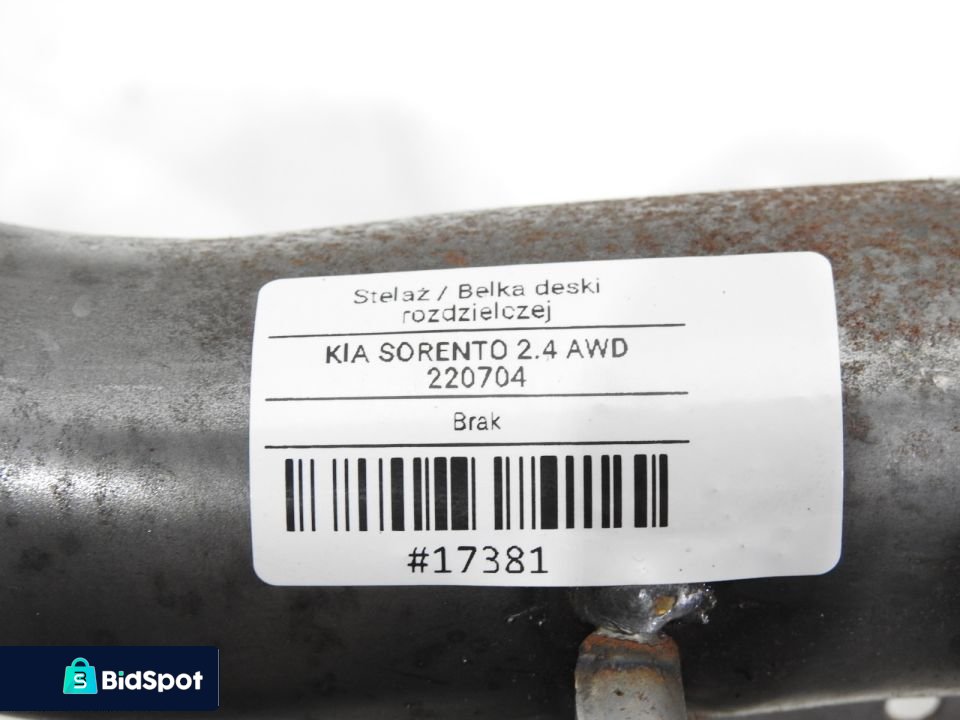 Stelaż / Belka deski
rozdzielczej
KIA SORENTO 2.4 AWD
220704
Brak
#17381
BidSpot